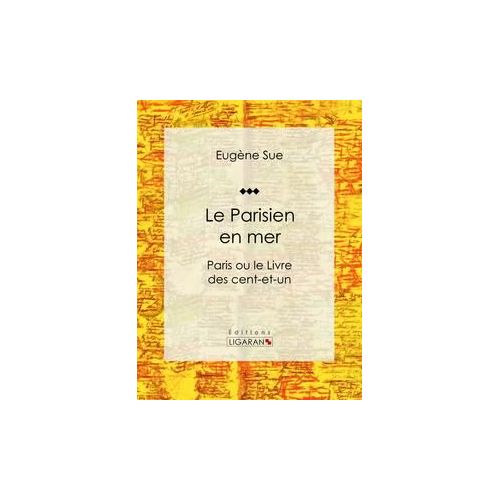 Eugène Sue
Le Parisien
en mer
Paris ou le Livre
des cent-et-un
Éditions
LIGARAN